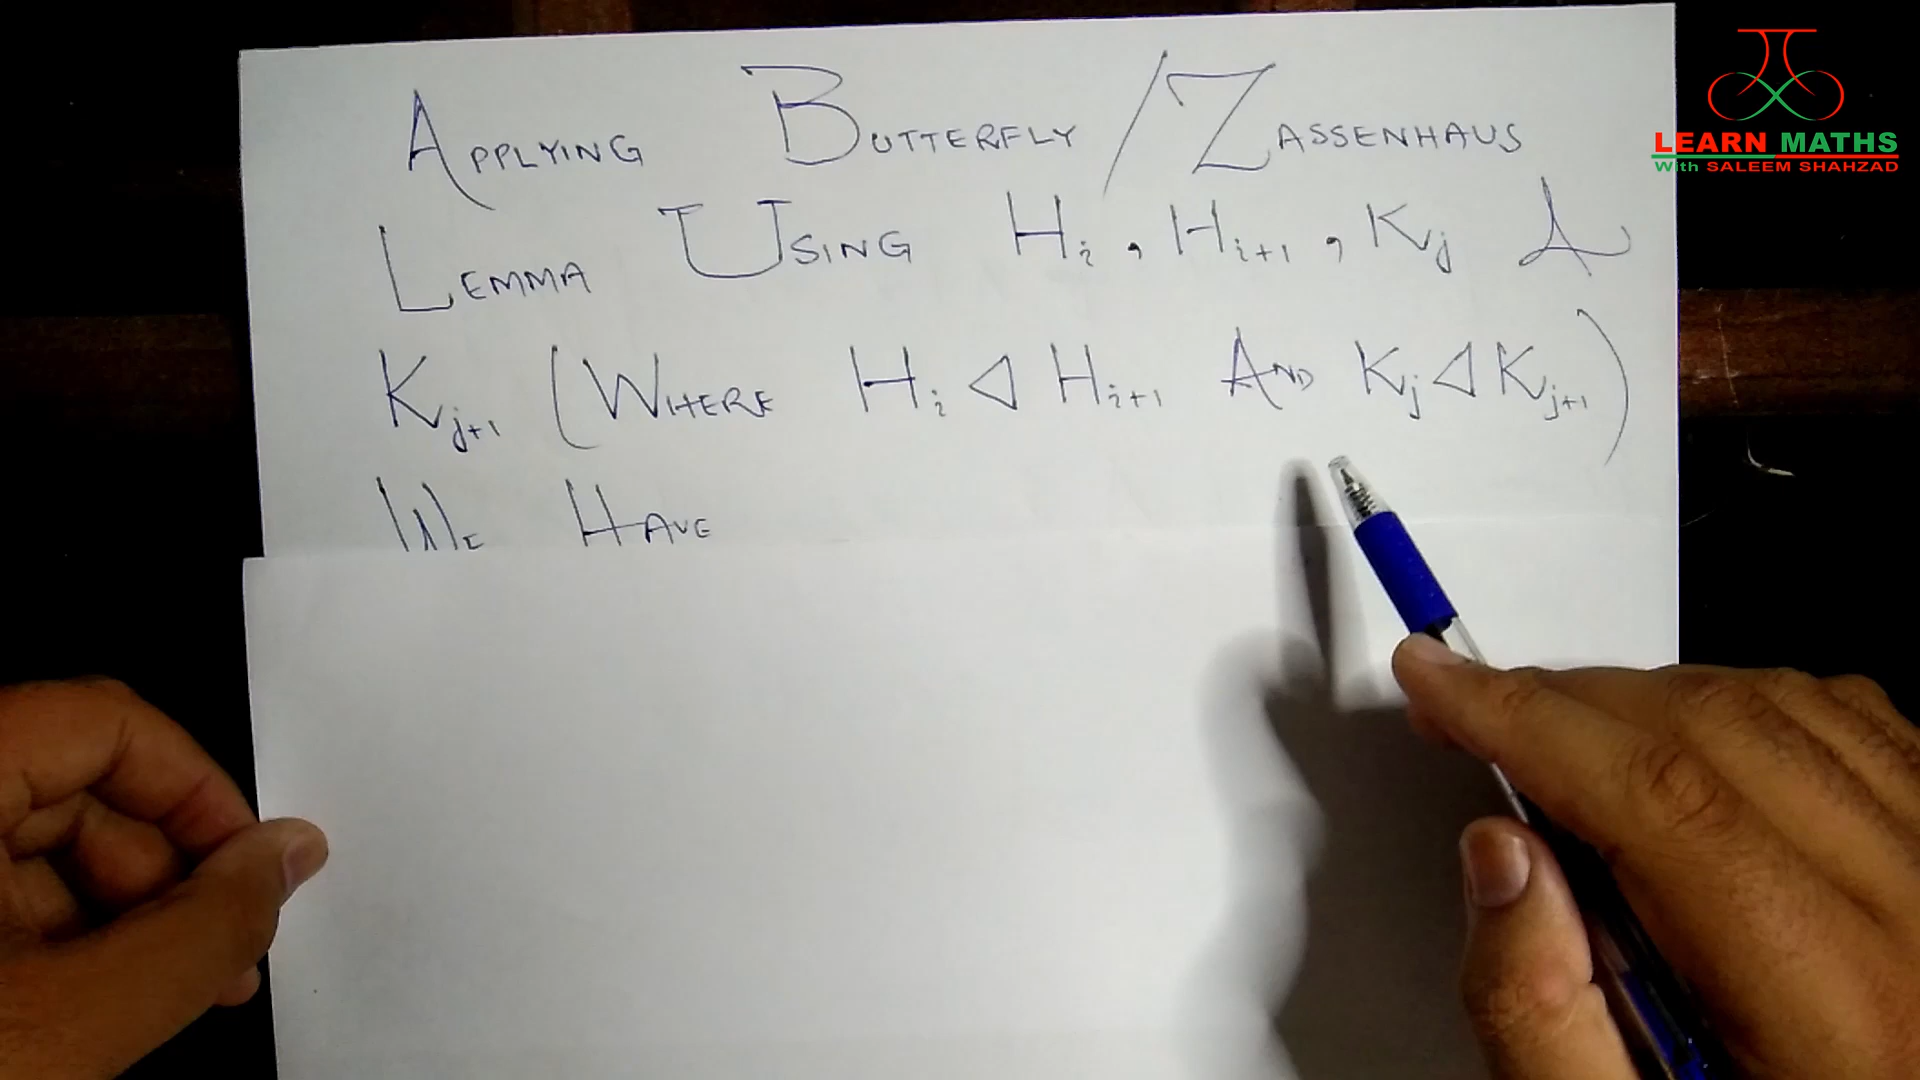 APPLYING BUTTERFLY/ZASSENHAUS
LEMMA USING Hᵢ, Hᵢ₊₁, Kⱼ &
Kⱼ₊₁ (WHERE Hᵢ ◁ Hᵢ₊₁ AND Kⱼ ◁ Kⱼ₊₁)
WE HAVE
LEARN MATHS
With SALEEM SHAHZAD